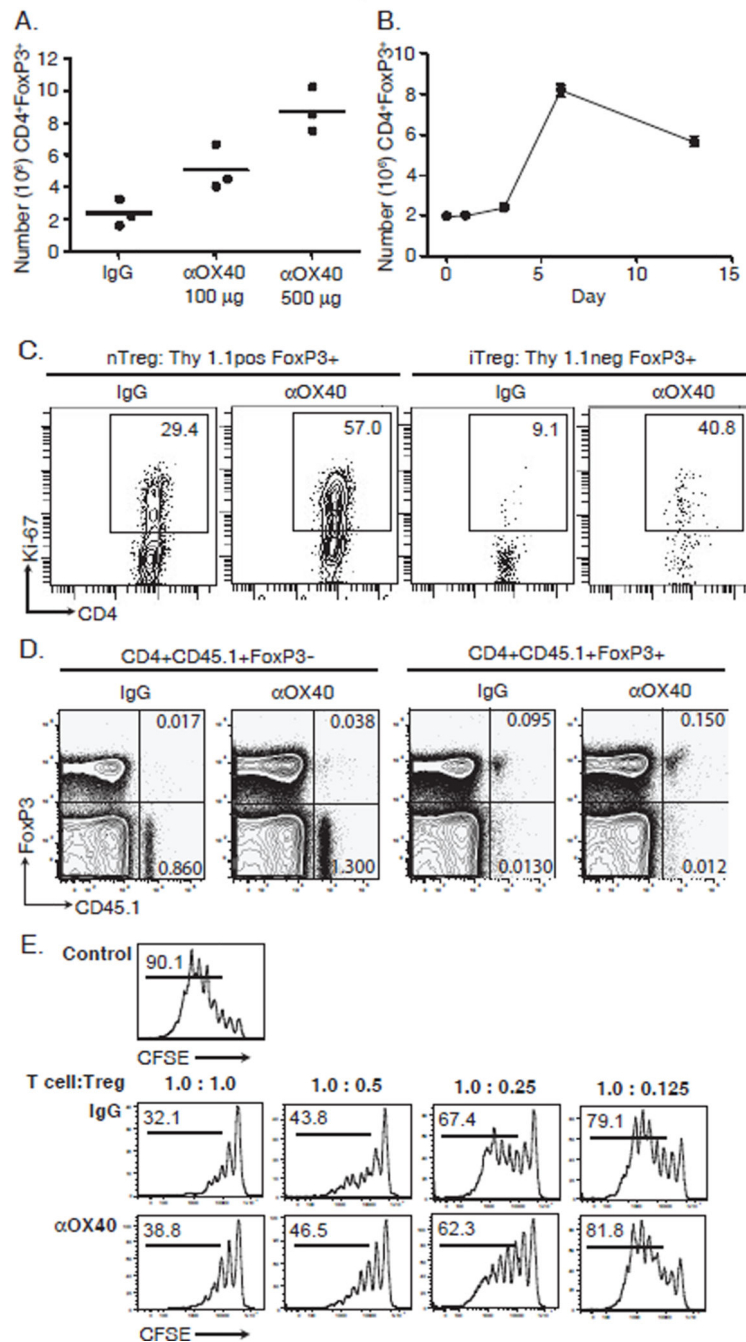 A.
Number (10⁶) CD4⁺FoxP3⁺
12
10
8
6
4
2
0
IgG
αOX40
100 µg
αOX40
500 µg
B.
Number (10⁶) CD4⁺FoxP3⁺
10
8
6
4
2
0
0 5 10 15
Day
C.
nTreg: Thy 1.1pos FoxP3+
iTreg: Thy 1.1neg FoxP3+
IgG αOX40 IgG αOX40
29.4 57.0 9.1 40.8
Ki-67
CD4
D.
CD4+CD45.1+FoxP3-
CD4+CD45.1+FoxP3+
IgG αOX40 IgG αOX40
0.017 0.038 0.095 0.150
0.860 1.300 0.0130 0.012
FoxP3
CD45.1
E.
Control
90.1
CFSE
T cell:Treg 1.0 : 1.0 1.0 : 0.5 1.0 : 0.25 1.0 : 0.125
IgG
32.1 43.8 67.4 79.1
αOX40
38.8 46.5 62.3 81.8
CFSE